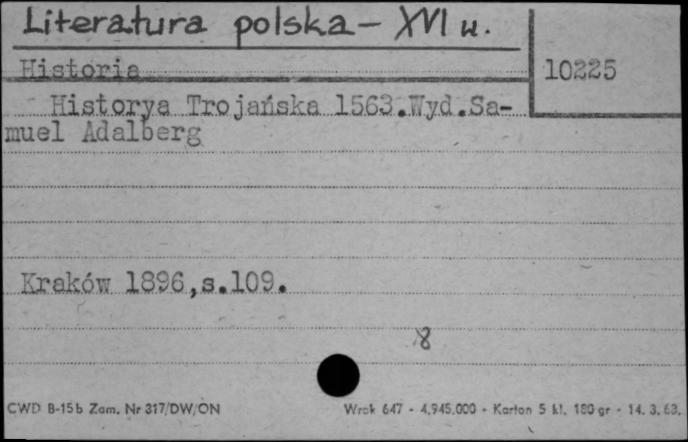 Literatura polska - XVI w.
Historia
10225
Historya Trojańska 1563.Wyd.Sa-
muel Adalberg
Kraków 1896,s.109.
8
CWD B-15b Zam. Nr 317/DW/ON
Wrok 647 - 4.945.000 - Karton 5 kl. 180 gr - 14. 3. 63.